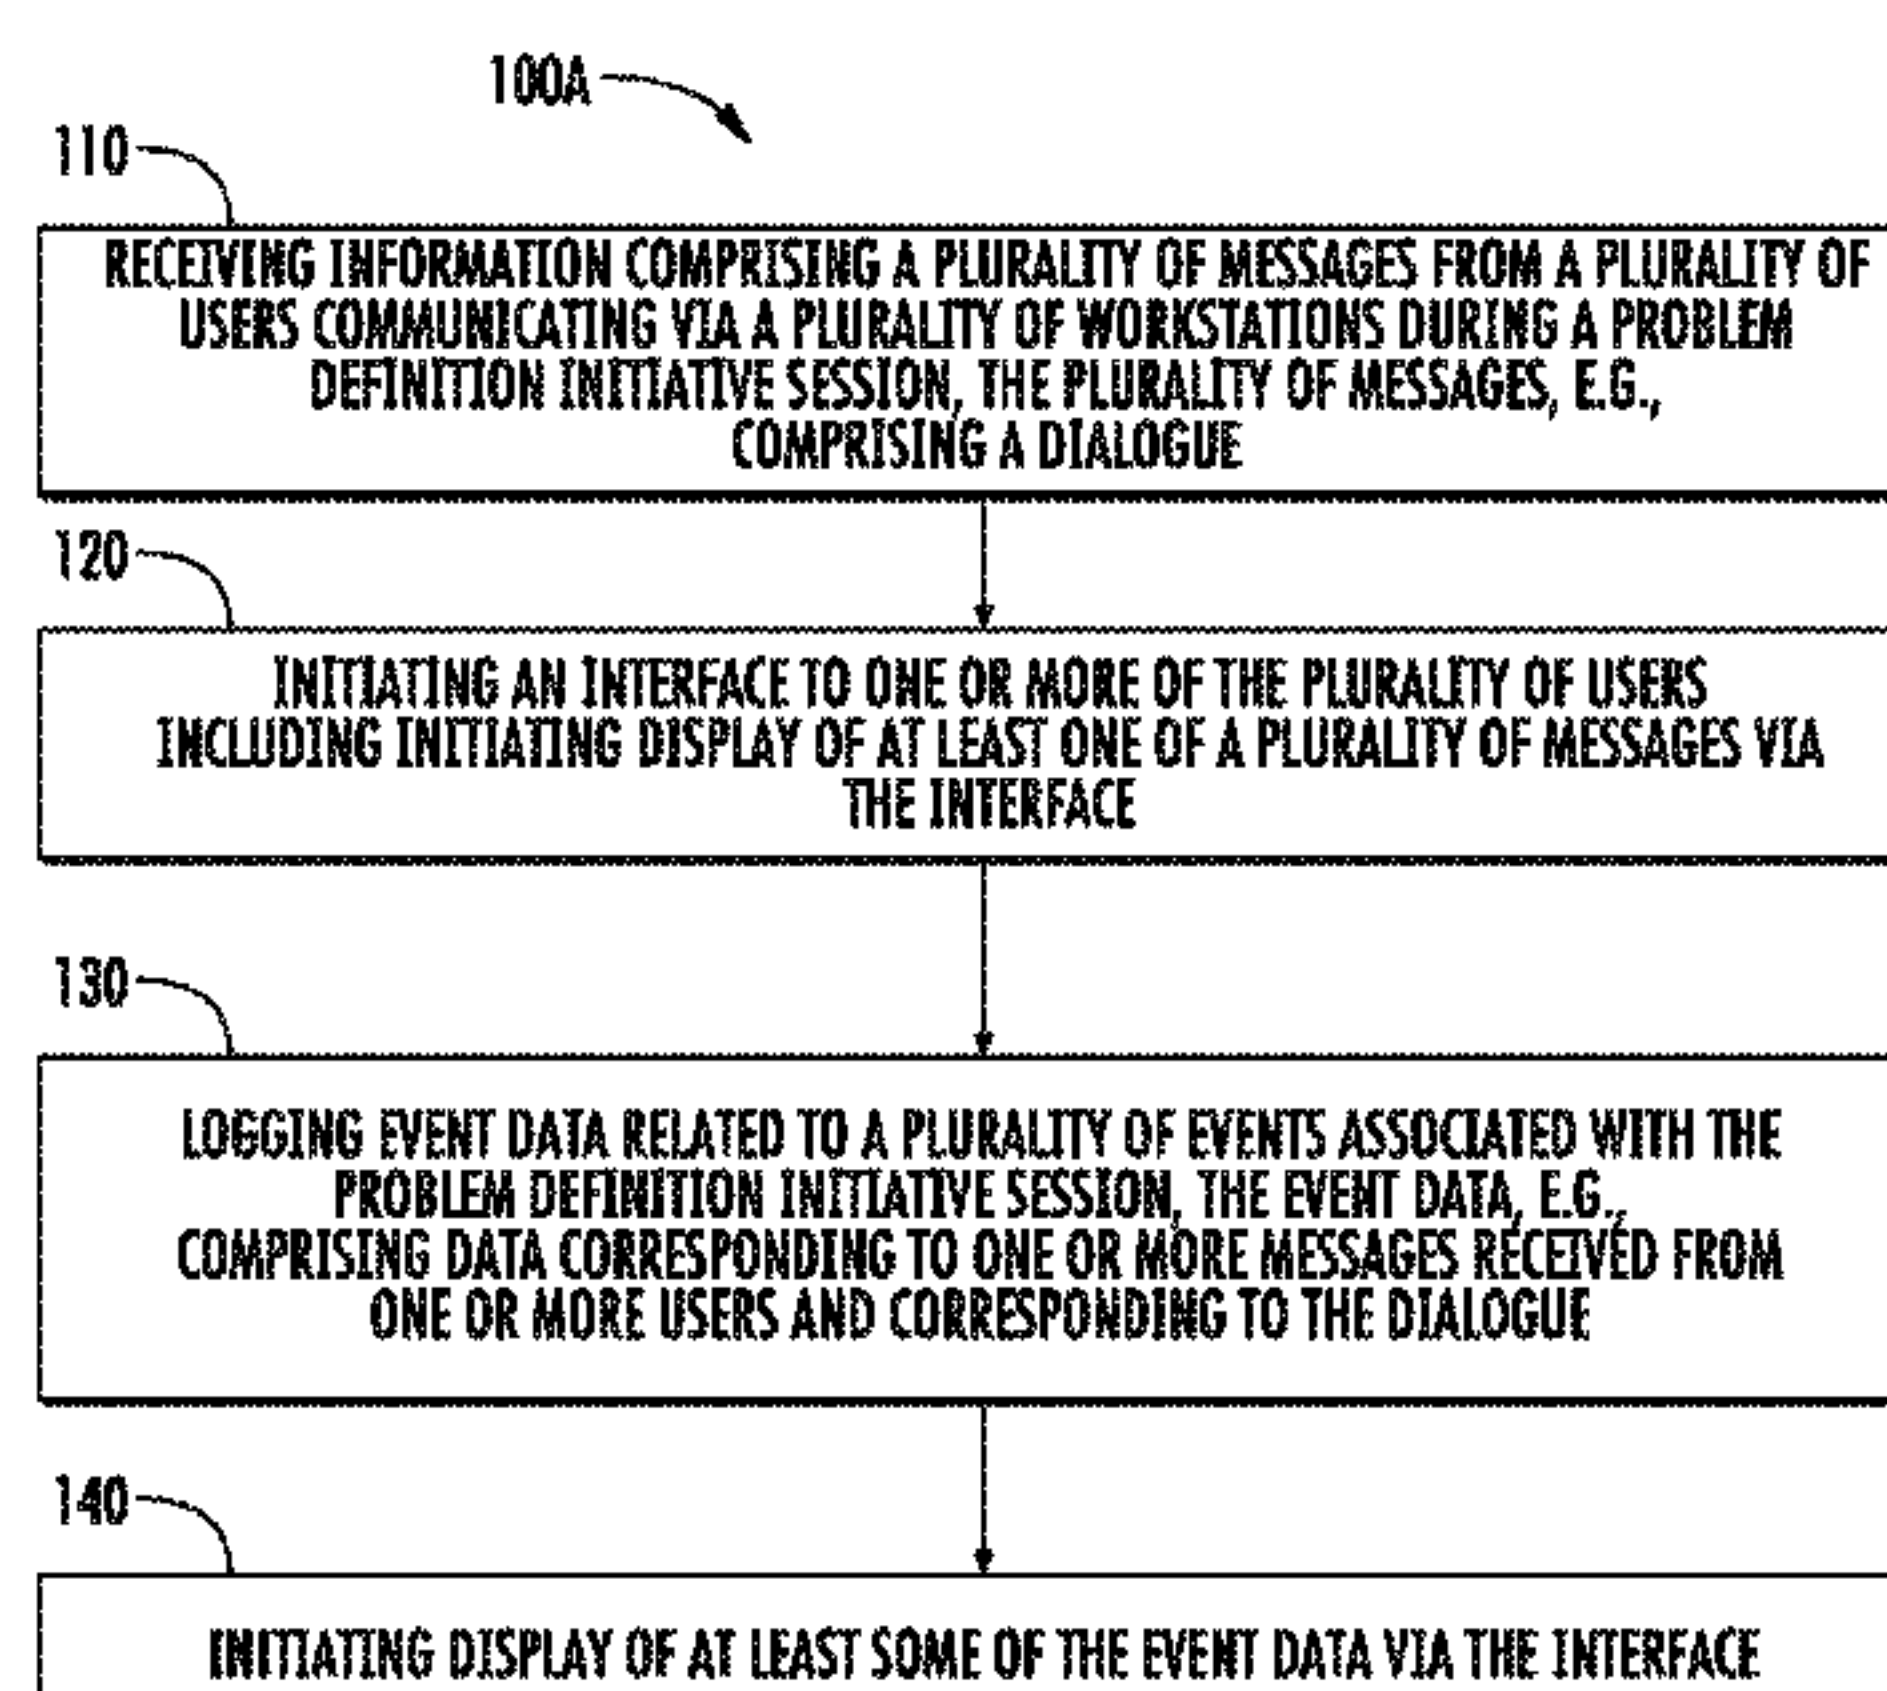 100A
110
RECEIVING INFORMATION COMPRISING A PLURALITY OF MESSAGES FROM A PLURALITY OF
USERS COMMUNICATING VIA A PLURALITY OF WORKSTATIONS DURING A PROBLEM
DEFINITION INITIATIVE SESSION, THE PLURALITY OF MESSAGES, E.G.,
COMPRISING A DIALOGUE
120
INITIATING AN INTERFACE TO ONE OR MORE OF THE PLURALITY OF USERS
INCLUDING INITIATING DISPLAY OF AT LEAST ONE OF A PLURALITY OF MESSAGES VIA
THE INTERFACE
130
LOGGING EVENT DATA RELATED TO A PLURALITY OF EVENTS ASSOCIATED WITH THE
PROBLEM DEFINITION INITIATIVE SESSION, THE EVENT DATA, E.G.,
COMPRISING DATA CORRESPONDING TO ONE OR MORE MESSAGES RECEIVED FROM
ONE OR MORE USERS AND CORRESPONDING TO THE DIALOGUE
140
INITIATING DISPLAY OF AT LEAST SOME OF THE EVENT DATA VIA THE INTERFACE